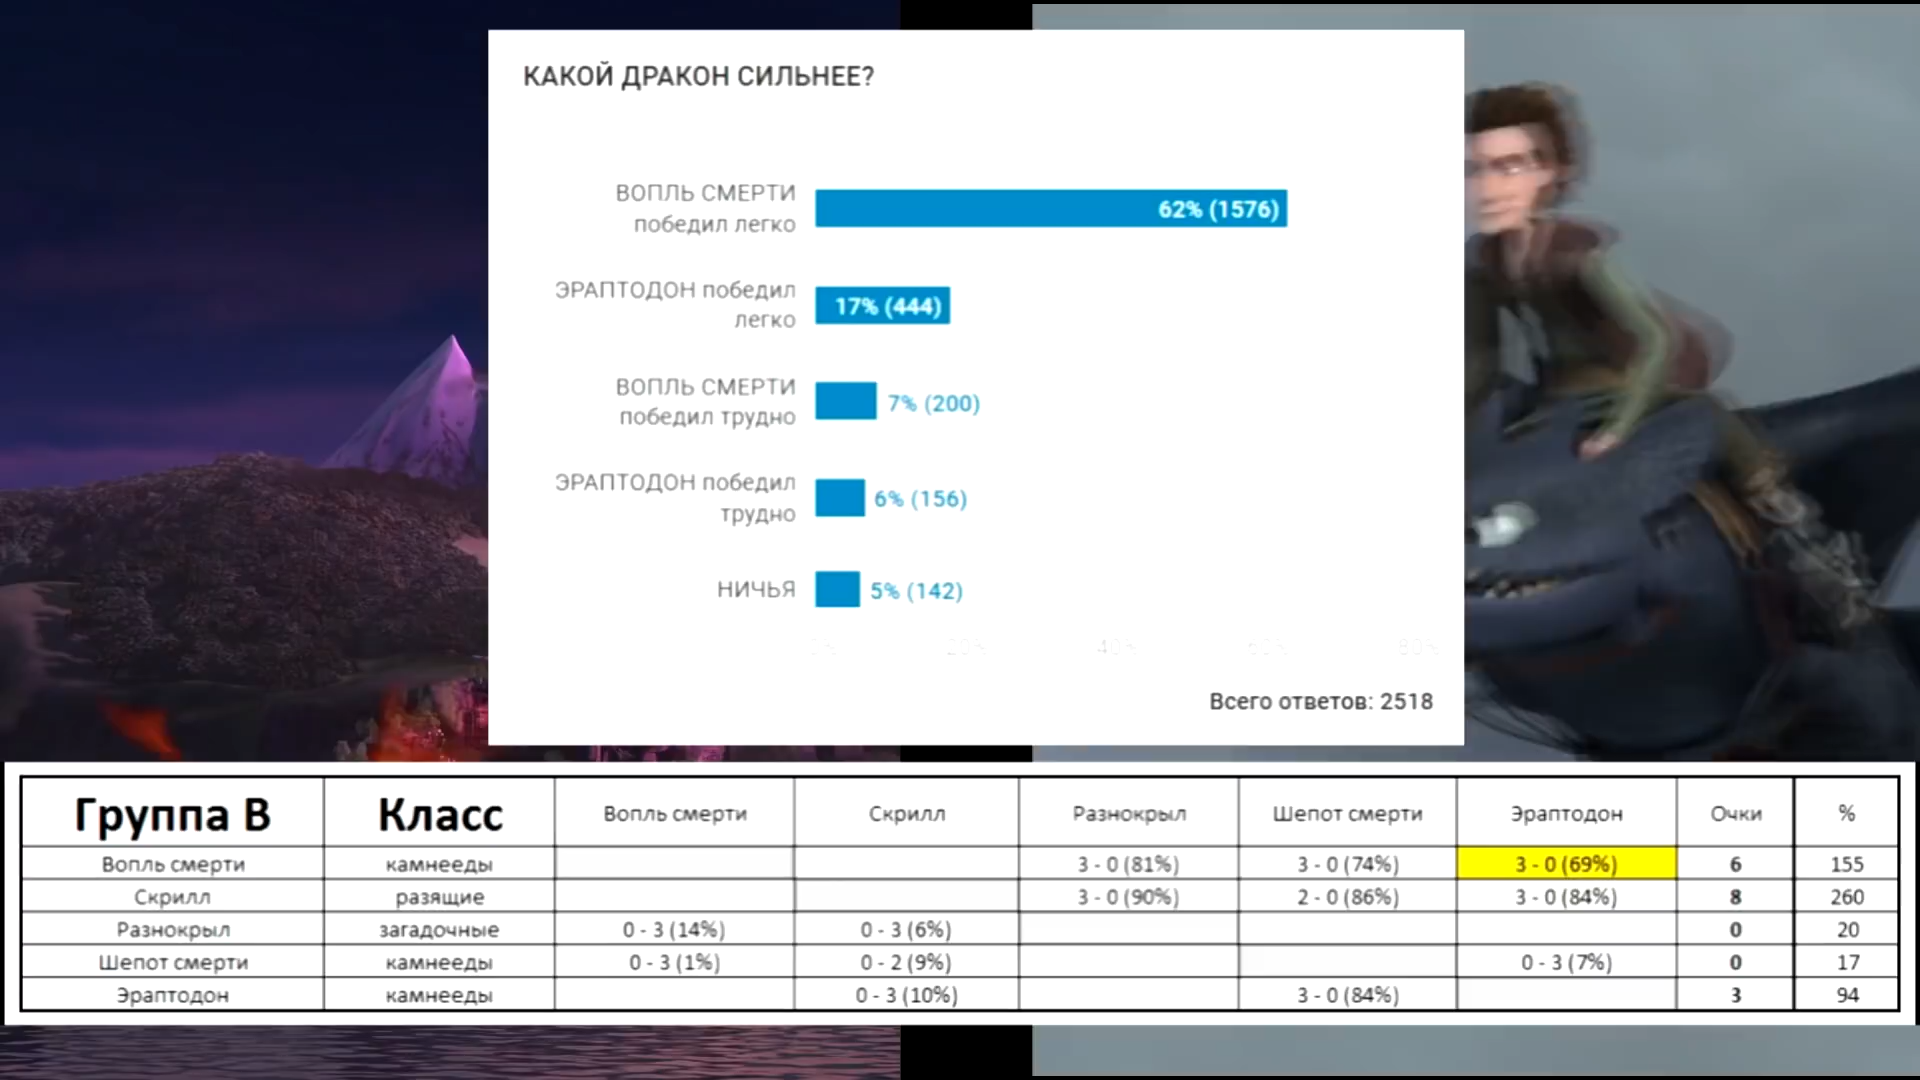 КАКОЙ ДРАКОН СИЛЬНЕЕ?
ВОПЛЬ СМЕРТИ
победил легко
62% (1576)
ЭРАПТОДОН победил
легко
17% (444)
ВОПЛЬ СМЕРТИ
победил трудно
7% (200)
ЭРАПТОДОН победил
трудно
6% (156)
НИЧЬЯ
5% (142)
0% 20% 40% 60% 80%
Всего ответов: 2518
Группа В Класс Вопль смерти Скрилл Разнокрыл Шепот смерти Эраптодон Очки %
Вопль смерти камнееды 3 - 0 (81%) 3 - 0 (74%) 3 - 0 (69%) 6 155
Скрилл разящие 3 - 0 (90%) 2 - 0 (86%) 3 - 0 (84%) 8 260
Разнокрыл загадочные 0 - 3 (14%) 0 - 3 (6%) 0 20
Шепот смерти камнееды 0 - 3 (1%) 0 - 2 (9%) 0 - 3 (7%) 0 17
Эраптодон камнееды 0 - 3 (10%) 3 - 0 (84%) 3 94